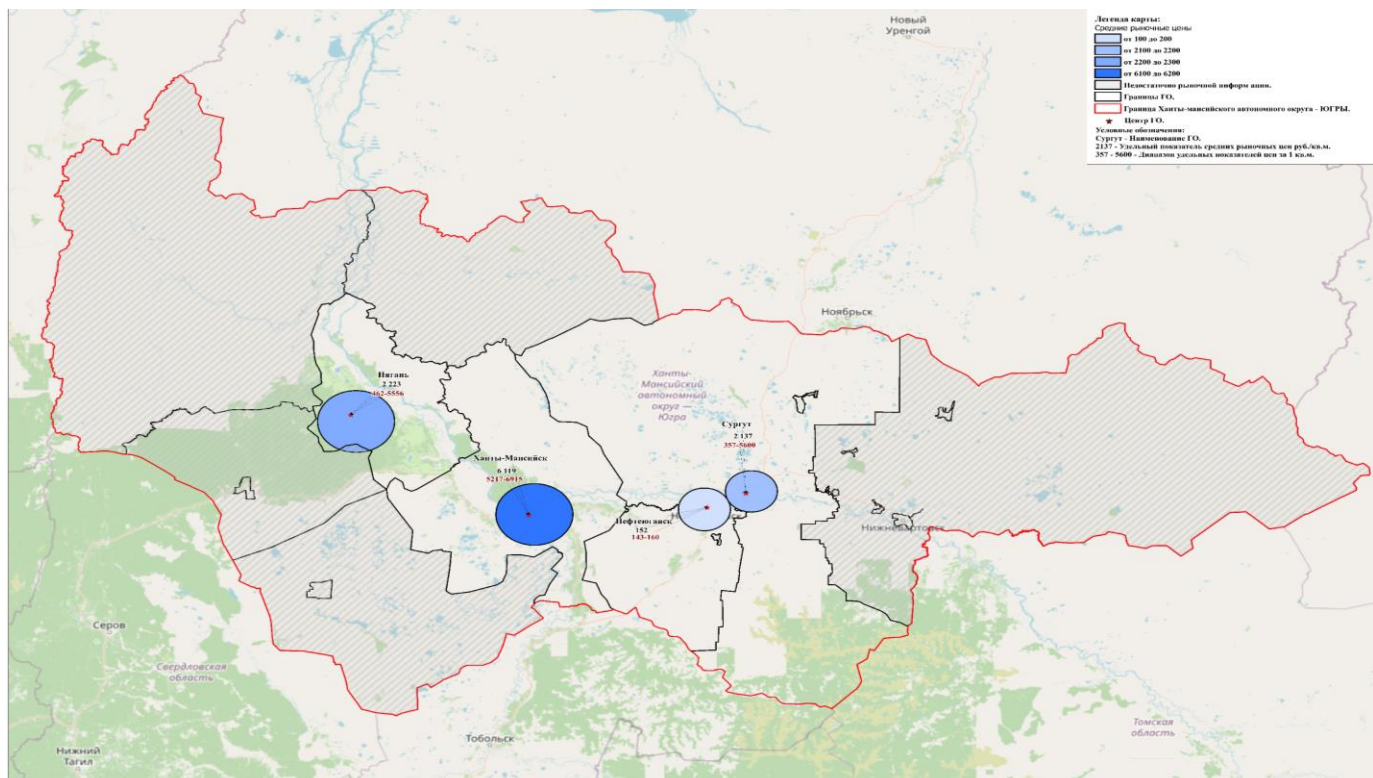 Новый
Уренгой
Легенда карты:
Средние рыночные цены
от 100 до 200
от 2100 до 2200
от 2200 до 2300
от 6100 до 6200
Недостаточно рыночной информации.
Границы ГО.
Граница Ханты-мансийского автономного округа - ЮГРЫ.
Центр ГО.
Условные обозначения:
Сургут - Наименование ГО.
2137 - Удельный показатель средних рыночных цен руб./кв.м.
357 - 5600 - Диапазон удельных показателей цен за 1 кв.м.
Ноябрьск
Ханты-
Мансийский
автономный
округ —
Югра
Нягань
2 223
462-5556
Сургут
2 137
357-5600
Ханты-Мансийск
6 119
5217-6915
Нефтеюганск
152
143-160
Нижневартовск
Серов
Свердловская
область
Томская
область
Тобольск
Нижний
Тагил